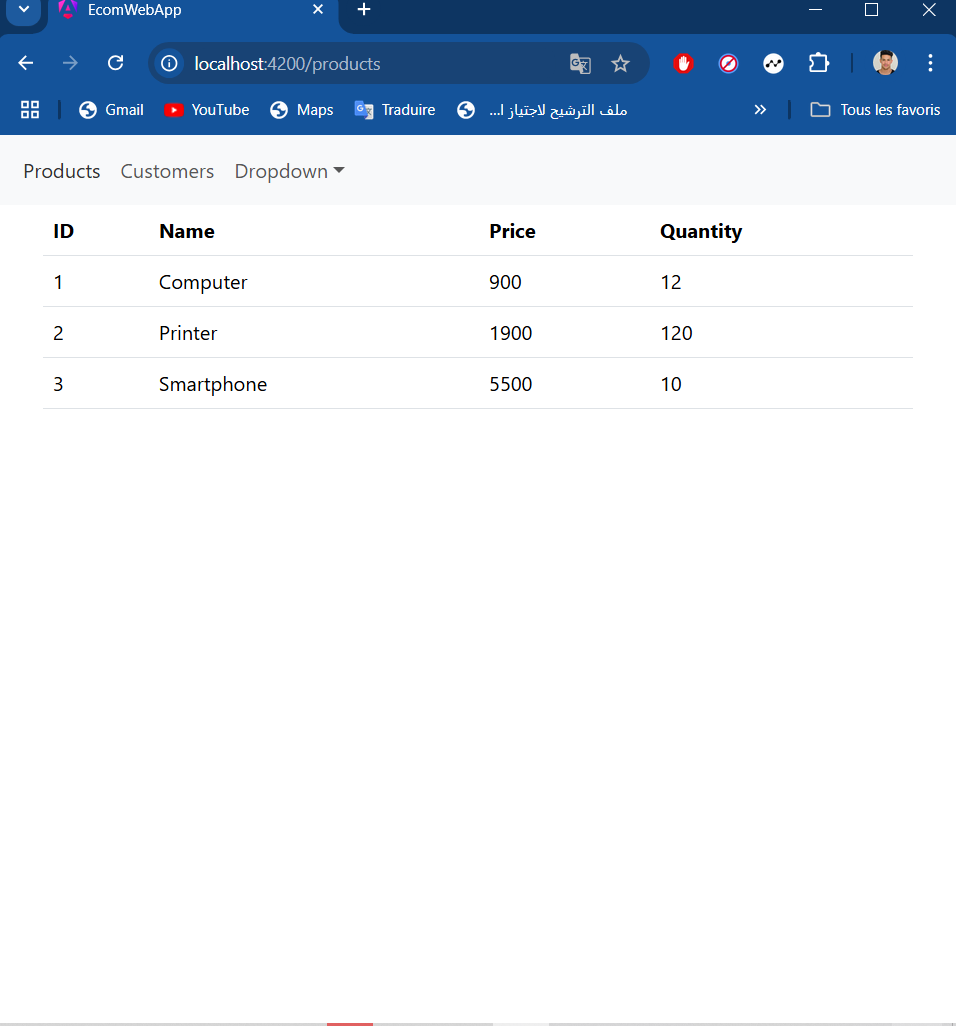 EcomWebApp
localhost:4200/products
Gmail YouTube Maps Traduire ملف الترشيح لاجتياز ا... Tous les favoris
Products Customers Dropdown
ID Name Price Quantity
1 Computer 900 12
2 Printer 1900 120
3 Smartphone 5500 10